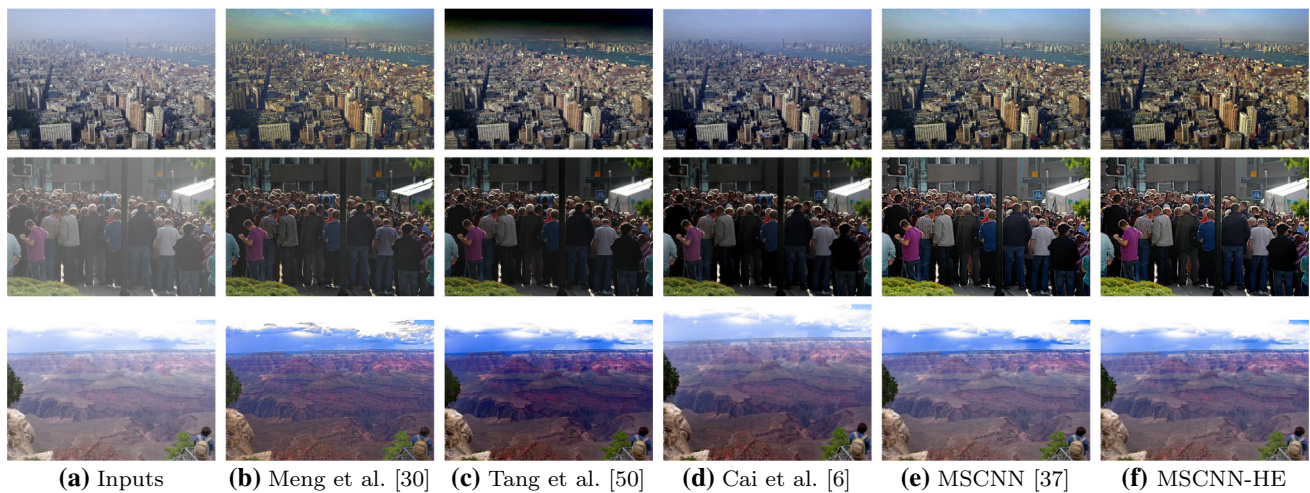 (a) Inputs (b) Meng et al. [30] (c) Tang et al. [50] (d) Cai et al. [6] (e) MSCNN [37] (f) MSCNN-HE